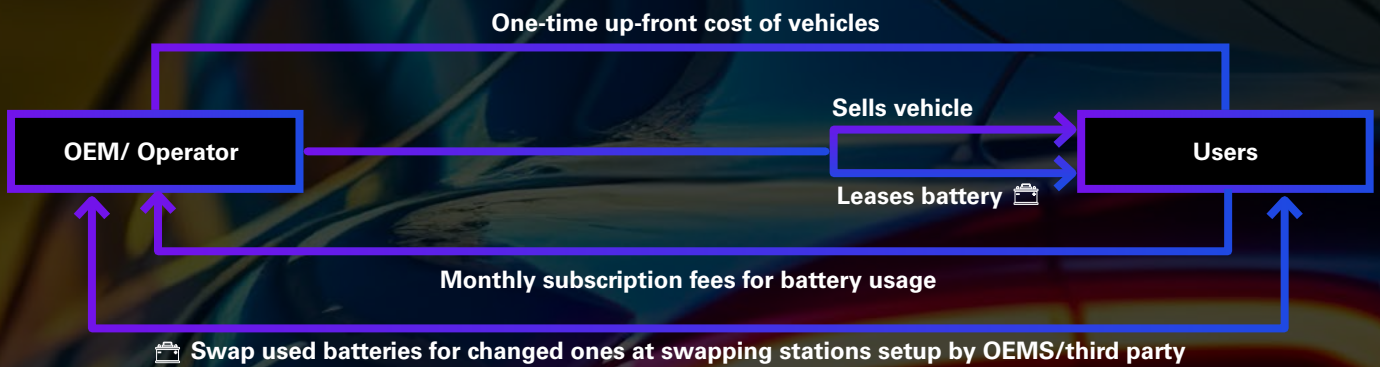 One-time up-front cost of vehicles
Sells vehicle
OEM/ Operator
Users
Leases battery
Monthly subscription fees for battery usage
Swap used batteries for changed ones at swapping stations setup by OEMS/third party